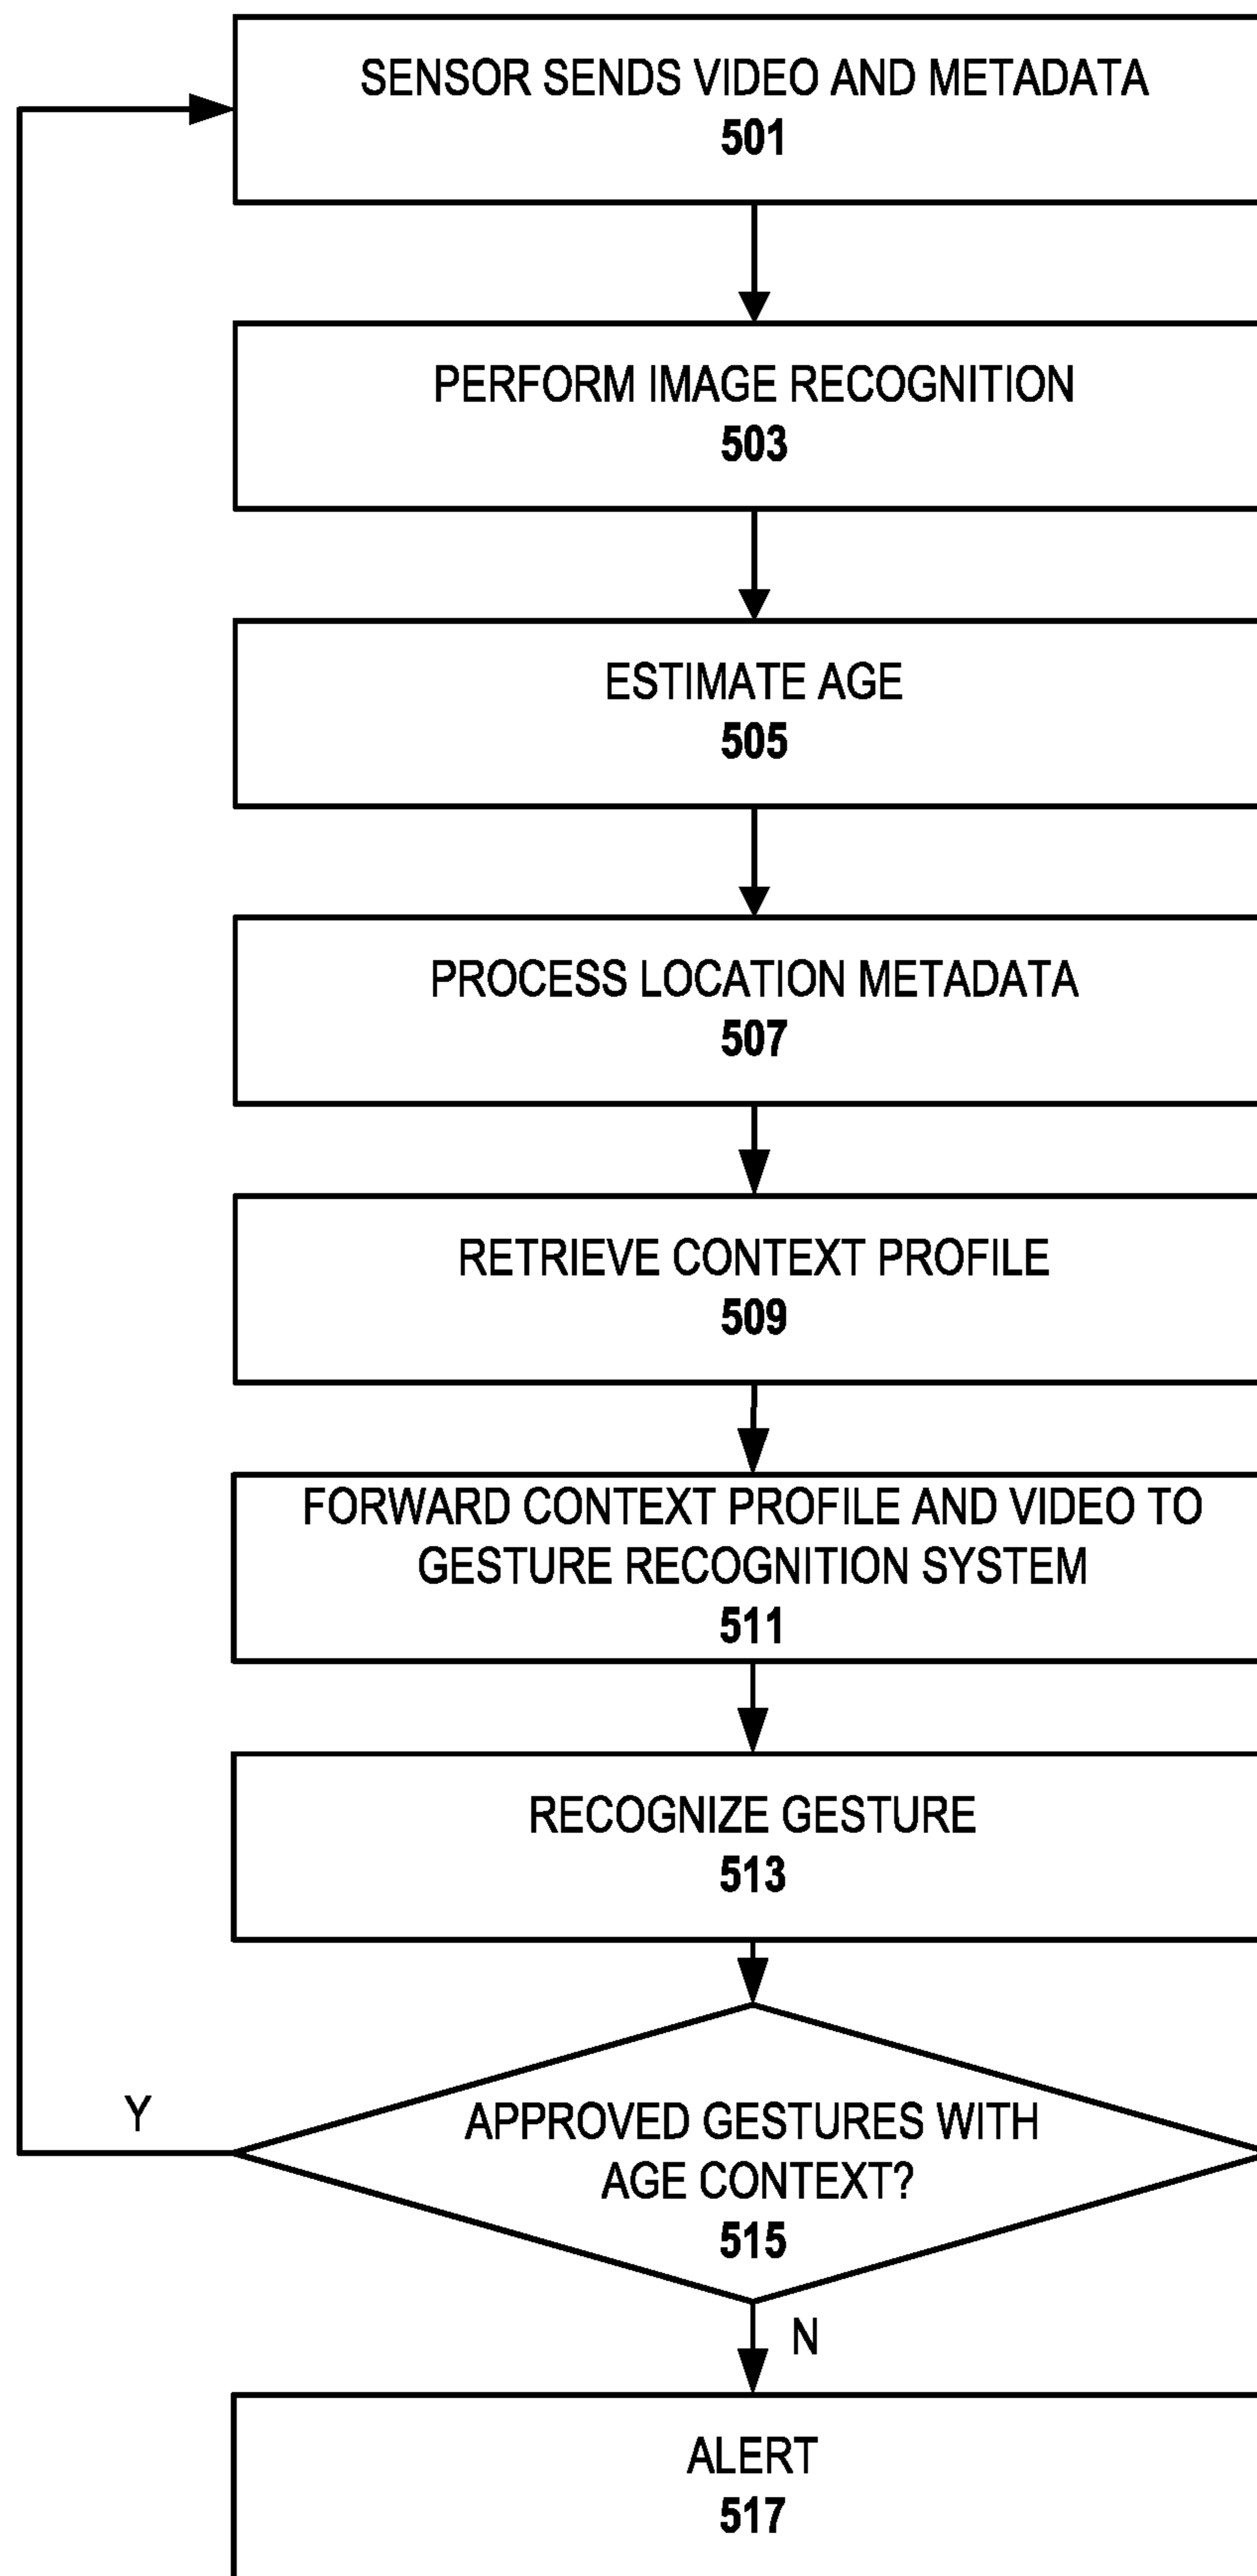 SENSOR SENDS VIDEO AND METADATA
501
PERFORM IMAGE RECOGNITION
503
ESTIMATE AGE
505
PROCESS LOCATION METADATA
507
RETRIEVE CONTEXT PROFILE
509
FORWARD CONTEXT PROFILE AND VIDEO TO
GESTURE RECOGNITION SYSTEM
511
RECOGNIZE GESTURE
513
Y
APPROVED GESTURES WITH
AGE CONTEXT?
515
N
ALERT
517